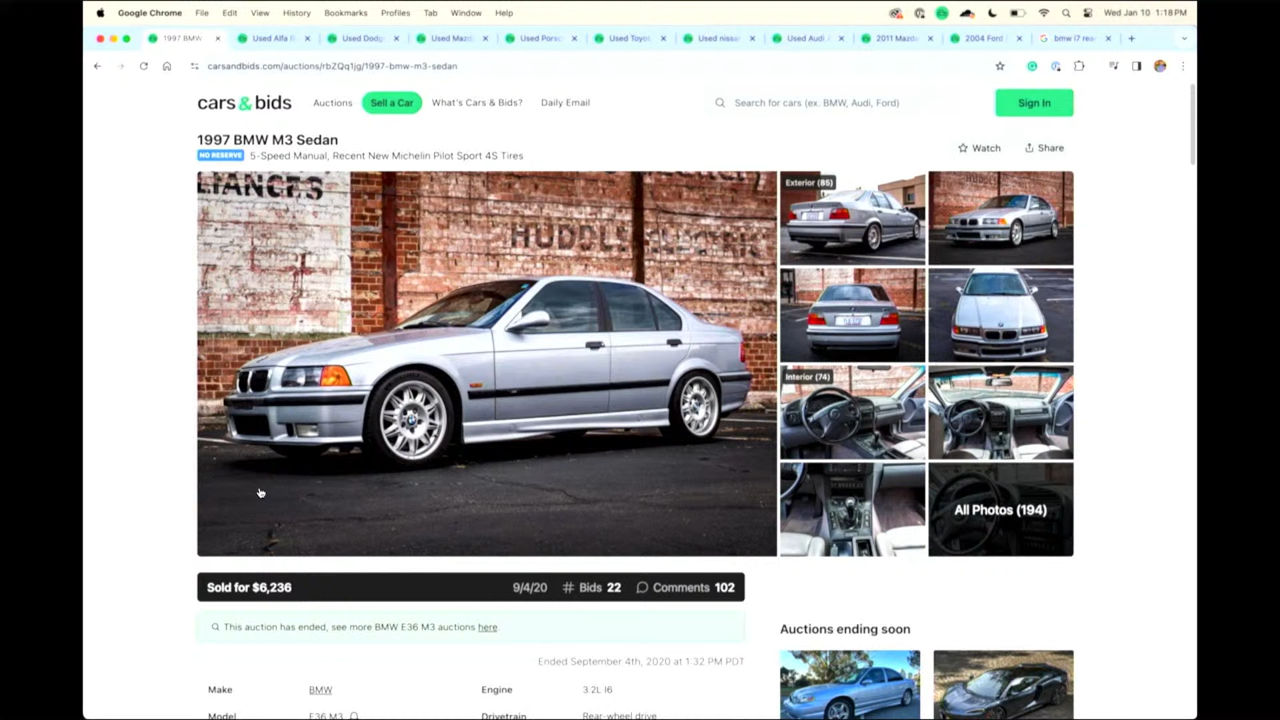 Google Chrome File Edit View History Bookmarks Profiles Tab Window Help Wed Jan 10 1:18 PM
1997 BMW Used Alfa Used Dodg Used Mazd Used Porsc Used Toyot Used nissar Used Audi 2011 Mazda 2004 Ford bmw i7 rear
carsandbids.com/auctions/rbZQq1jg/1997-bmw-m3-sedan
cars & bids Auctions Sell a Car What's Cars & Bids? Daily Email Search for cars (ex. BMW, Audi, Ford) Sign In
1997 BMW M3 Sedan
NO RESERVE 5-Speed Manual, Recent New Michelin Pilot Sport 4S Tires Watch Share
LIANCES
HUDDLE ELECTRIC
Exterior (85)
Interior (74)
All Photos (194)
Sold for $6,236 9/4/20 # Bids 22 Comments 102
This auction has ended, see more BMW E36 M3 auctions here
Auctions ending soon
Ended September 4th, 2020 at 1:32 PM PDT
Make BMW Engine 3.2L I6
Model E36 M3 Drivetrain Rear-wheel drive